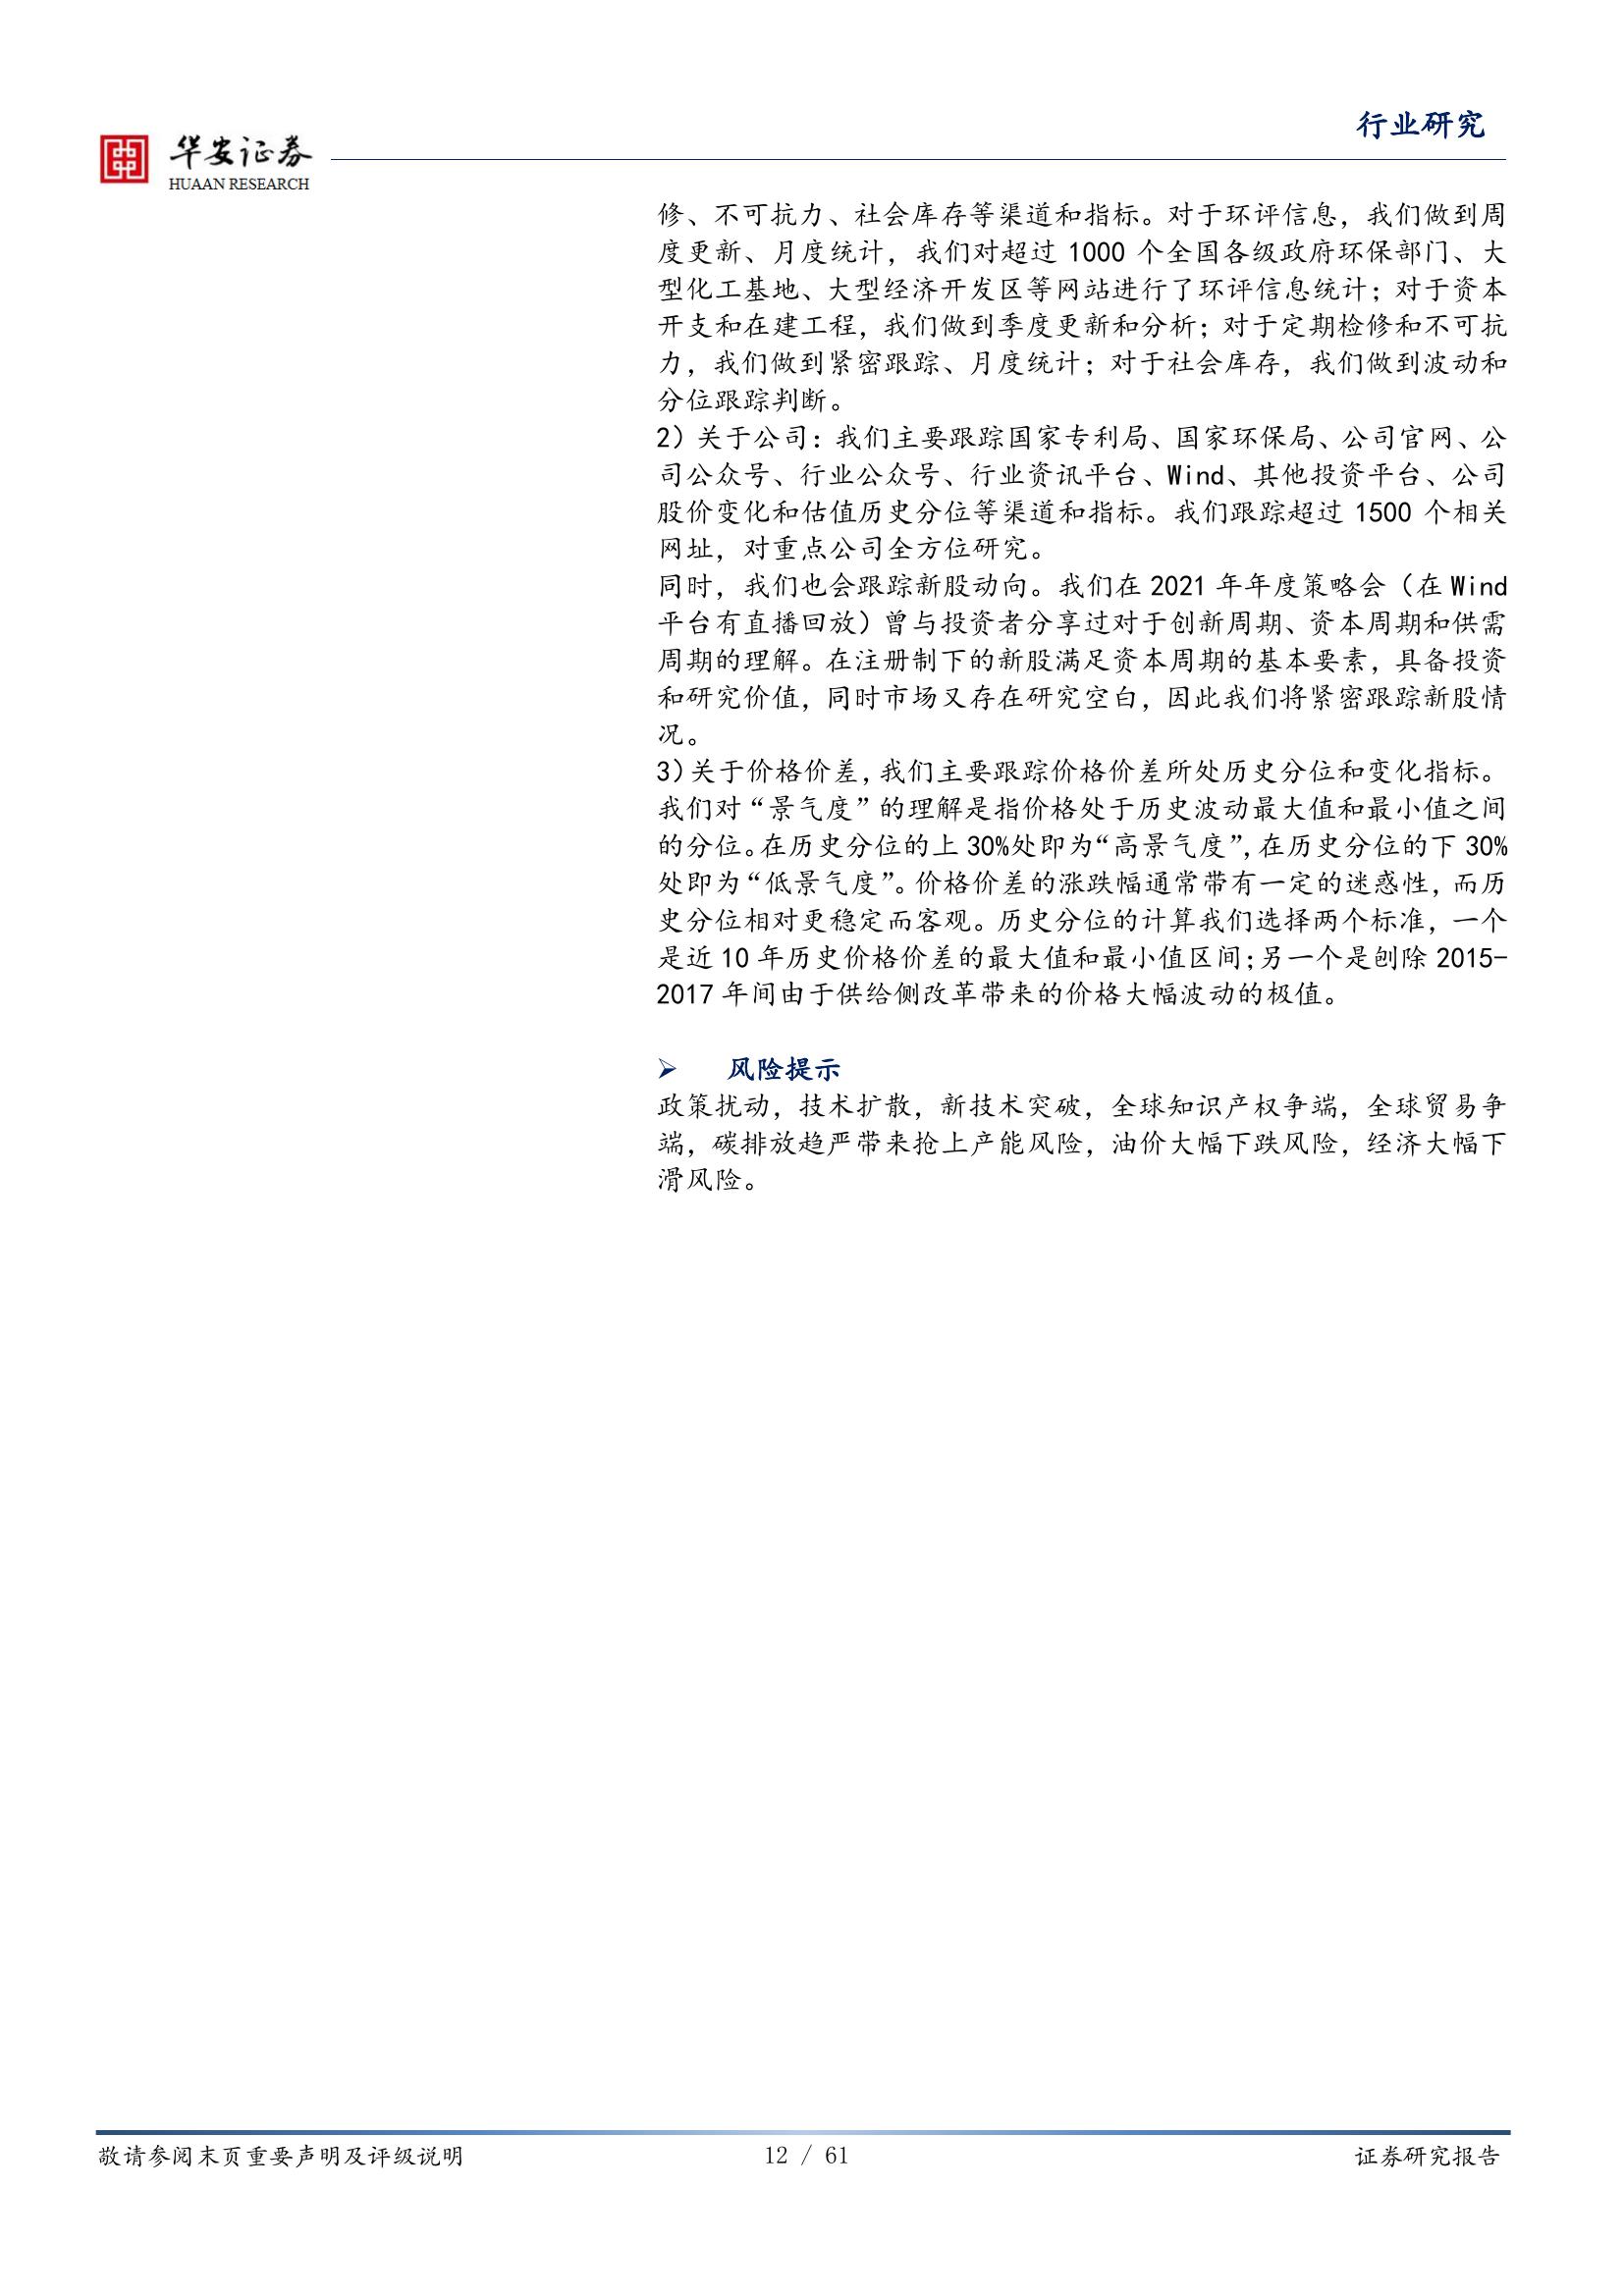 行业研究
华安证券
HUAAN RESEARCH
修、不可抗力、社会库存等渠道和指标。对于环评信息，我们做到周
度更新、月度统计，我们对超过 1000 个全国各级政府环保部门、大
型化工基地、大型经济开发区等网站进行了环评信息统计；对于资本
开支和在建工程，我们做到季度更新和分析；对于定期检修和不可抗
力，我们做到紧密跟踪、月度统计；对于社会库存，我们做到波动和
分位跟踪判断。
2）关于公司：我们主要跟踪国家专利局、国家环保局、公司官网、公
司公众号、行业公众号、行业资讯平台、Wind、其他投资平台、公司
股价变化和估值历史分位等渠道和指标。我们跟踪超过 1500 个相关
网址，对重点公司全方位研究。
同时，我们也会跟踪新股动向。我们在 2021 年年度策略会（在 Wind
平台有直播回放）曾与投资者分享过对于创新周期、资本周期和供需
周期的理解。在注册制下的新股满足资本周期的基本要素，具备投资
和研究价值，同时市场又存在研究空白，因此我们将紧密跟踪新股情
况。
3）关于价格价差，我们主要跟踪价格价差所处历史分位和变化指标。
我们对“景气度”的理解是指价格处于历史波动最大值和最小值之间
的分位。在历史分位的上 30%处即为“高景气度”，在历史分位的下 30%
处即为“低景气度”。价格价差的涨跌幅通常带有一定的迷惑性，而历
史分位相对更稳定而客观。历史分位的计算我们选择两个标准，一个
是近 10 年历史价格价差的最大值和最小值区间；另一个是刨除 2015-
2017 年间由于供给侧改革带来的价格大幅波动的极值。
风险提示
政策扰动，技术扩散，新技术突破，全球知识产权争端，全球贸易争
端，碳排放趋严带来抢上产能风险，油价大幅下跌风险，经济大幅下
滑风险。
敬请参阅末页重要声明及评级说明 12 / 61 证券研究报告